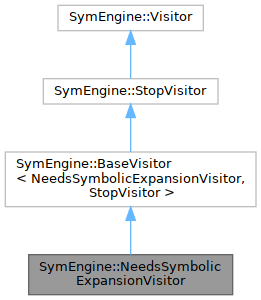 SymEngine::Visitor
SymEngine::StopVisitor
SymEngine::BaseVisitor
< NeedsSymbolicExpansionVisitor,
StopVisitor >
SymEngine::NeedsSymbolic
ExpansionVisitor